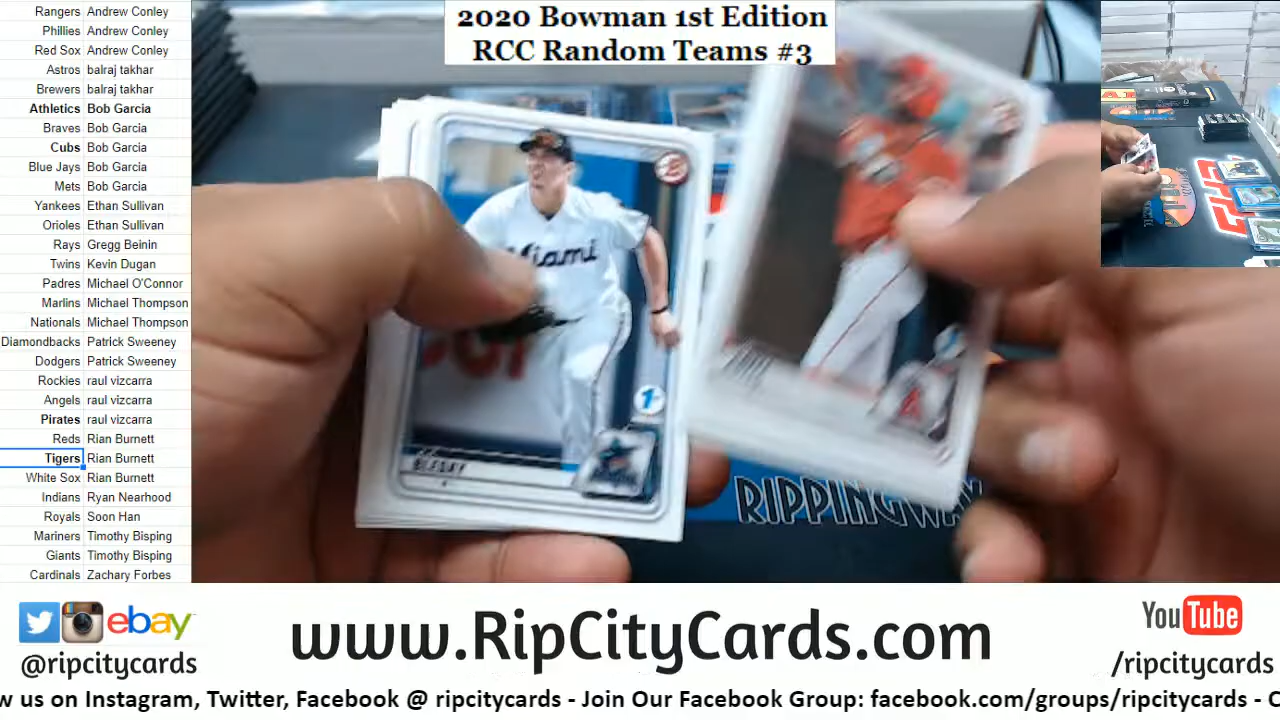 2020 Bowman 1st Edition
RCC Random Teams #3
Rangers Andrew Conley
Phillies Andrew Conley
Red Sox Andrew Conley
Astros balraj takhar
Brewers balraj takhar
Athletics Bob Garcia
Braves Bob Garcia
Cubs Bob Garcia
Blue Jays Bob Garcia
Mets Bob Garcia
Yankees Ethan Sullivan
Orioles Ethan Sullivan
Rays Gregg Beinin
Twins Kevin Dugan
Padres Michael O'Connor
Marlins Michael Thompson
Nationals Michael Thompson
Diamondbacks Patrick Sweeney
Dodgers Patrick Sweeney
Rockies raul vizcarra
Angels raul vizcarra
Pirates raul vizcarra
Reds Rian Burnett
Tigers Rian Burnett
White Sox Rian Burnett
Indians Ryan Nearhood
Royals Soon Han
Mariners Timothy Bisping
Giants Timothy Bisping
Cardinals Zachary Forbes
Miami
1st
RIPPINGWAX
ebay
@ripcitycards
www.RipCityCards.com
YouTube
/ripcitycards
w us on Instagram, Twitter, Facebook @ ripcitycards - Join Our Facebook Group: facebook.com/groups/ripcitycards - C